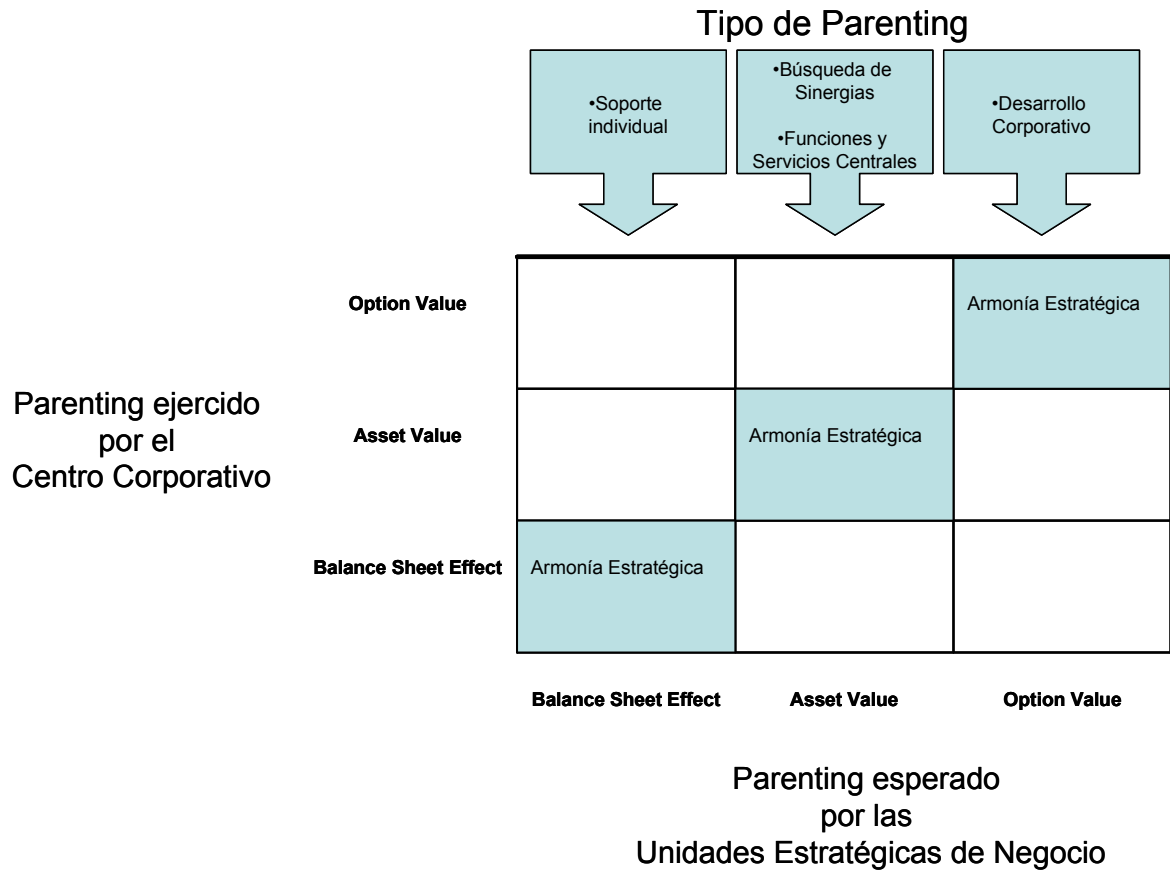 Tipo de Parenting
•Soporte
individual
•Búsqueda de
Sinergias
•Funciones y
Servicios Centrales
•Desarrollo
Corporativo
Option Value
Armonía Estratégica
Parenting ejercido
por el
Centro Corporativo
Asset Value
Armonía Estratégica
Balance Sheet Effect
Armonía Estratégica
Balance Sheet Effect
Asset Value
Option Value
Parenting esperado
por las
Unidades Estratégicas de Negocio